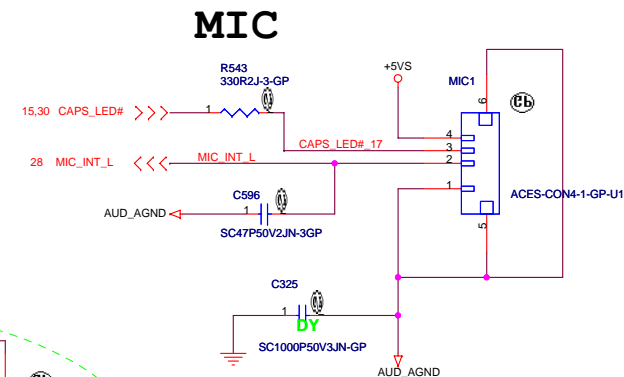 MIC
R543
330R2J-3-GP
+5VS
MIC1
6
15,30 CAPS_LED#
1
CAPS_LED#_17
4
3
28 MIC_INT_L
MIC_INT_L
2
1
C596
ACES-CON4-1-GP-U1
AUD_AGND
1
SC47P50V2JN-3GP
5
C325
1
DY
SC1000P50V3JN-GP
AUD_AGND